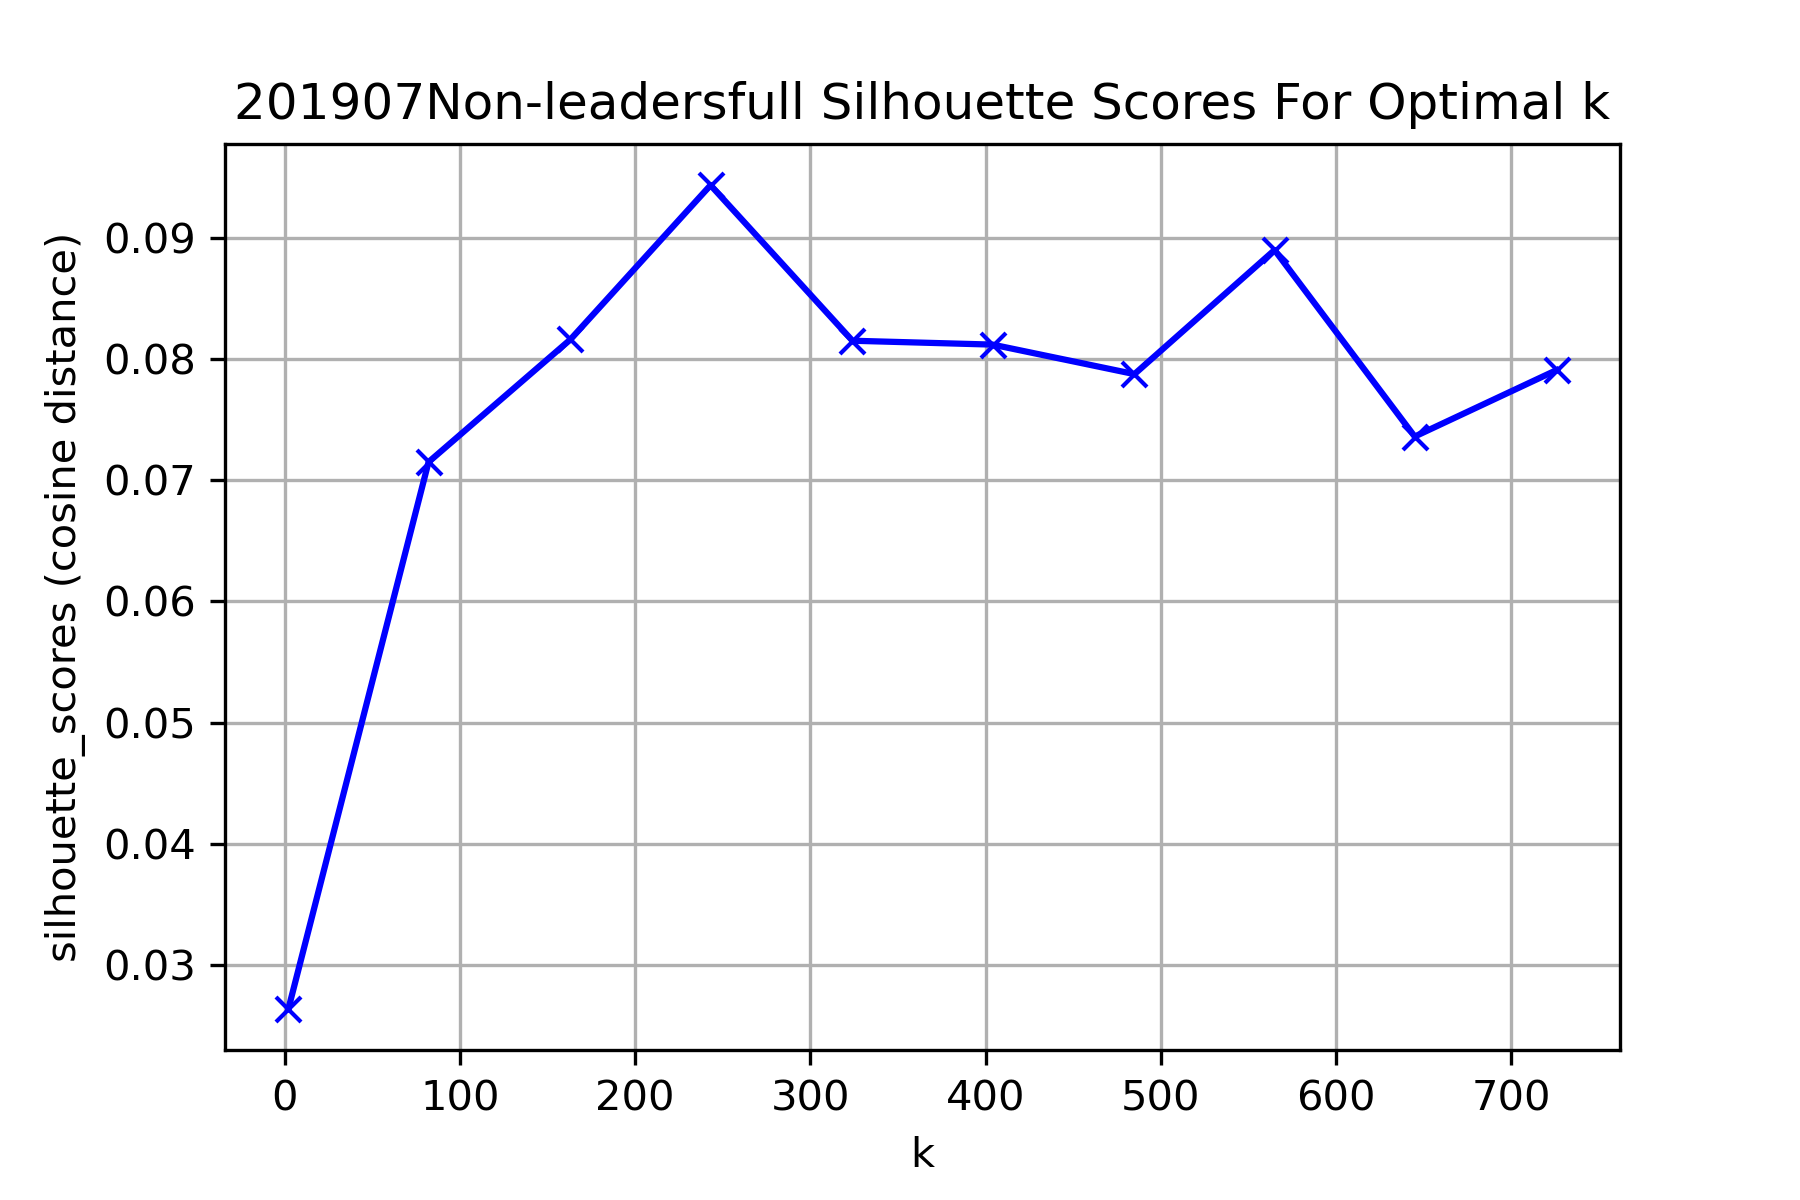 201907Non-leadersfull Silhouette Scores For Optimal k
silhouette_scores (cosine distance)
0.09
0.08
0.07
0.06
0.05
0.04
0.03
0 100 200 300 400 500 600 700
k